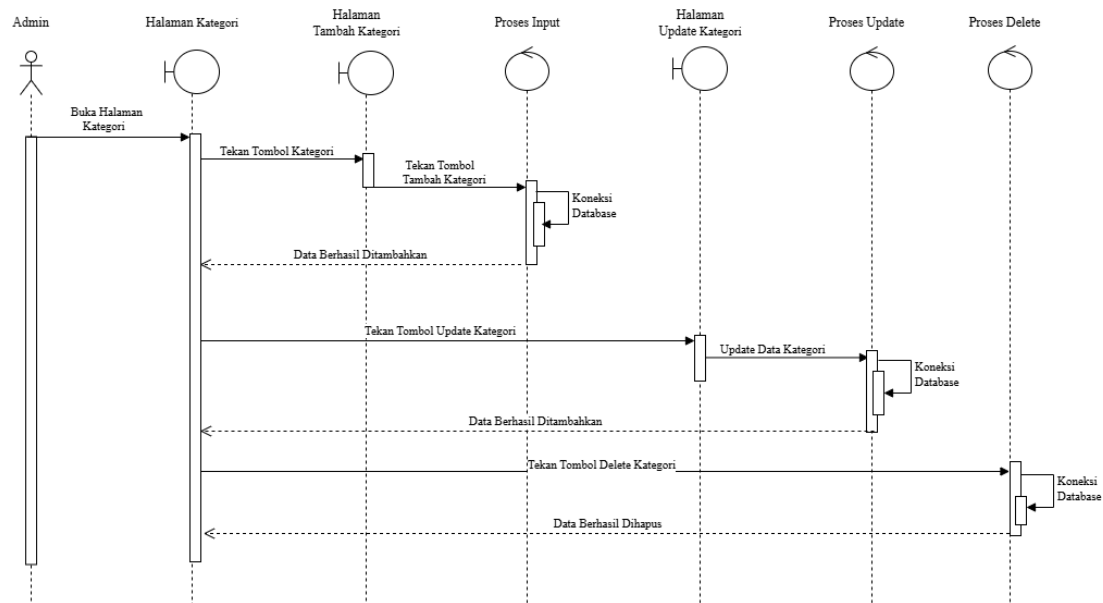 Admin
Halaman Kategori
Halaman
Tambah Kategori
Proses Input
Halaman
Update Kategori
Proses Update
Proses Delete
Buka Halaman
Kategori
Tekan Tombol Kategori
Tekan Tombol
Tambah Kategori
Koneksi
Database
Data Berhasil Ditambahkan
Tekan Tombol Update Kategori
Update Data Kategori
Koneksi
Database
Data Berhasil Ditambahkan
Tekan Tombol Delete Kategori
Koneksi
Database
Data Berhasil Dihapus